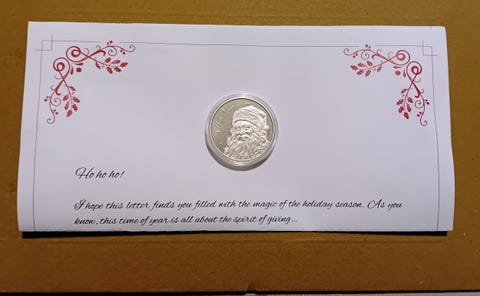 Ho ho ho!
I hope this letter finds you filled with the magic of the holiday season. As you
know, this time of year is all about the spirit of giving...